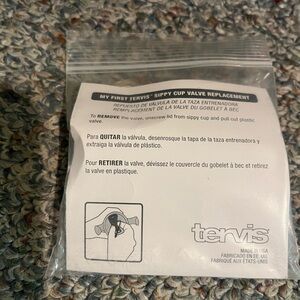 MY FIRST TERVIS™ SIPPY CUP VALVE REPLACEMENT
REPUESTO DE VÁLVULA DE LA TAZA ENTRENADORA
REMPLACEMENT DE LA VALVE DU GOBELET À BEC
To REMOVE the valve, unscrew lid from sippy cup and pull out plastic
valve.
Para QUITAR la válvula, desenrosque la tapa de la taza entrenadora y
extraiga la válvula de plástico.
Pour RETIRER la valve, dévissez le couvercle du gobelet à bec et retirez
la valve en plastique.
tervis
MADE IN USA
FABRICADO EN EE. UU.
FABRIQUÉ AUX ÉTATS-UNIS